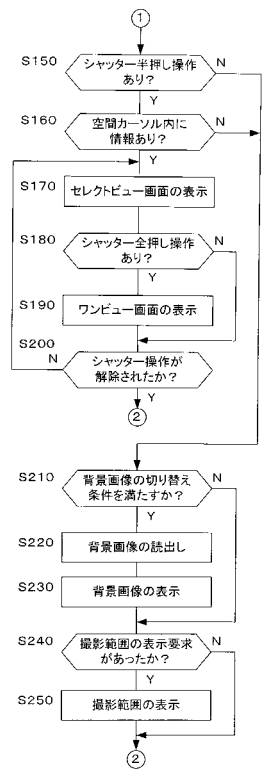 1
S150
シャッター半押し操作
あり?
N
Y
S160
空間カーソル内に
情報あり?
N
Y
S170
セレクトビュー画面の表示
S180
シャッター全押し操作
あり?
N
Y
S190
ワンビュー画面の表示
S200
シャッター操作が
解除されたか?
N
Y
2
S210
背景画像の切り替え
条件を満たすか?
N
Y
S220
背景画像の読出し
S230
背景画像の表示
S240
撮影範囲の表示要求
があったか?
N
Y
S250
撮影範囲の表示
2